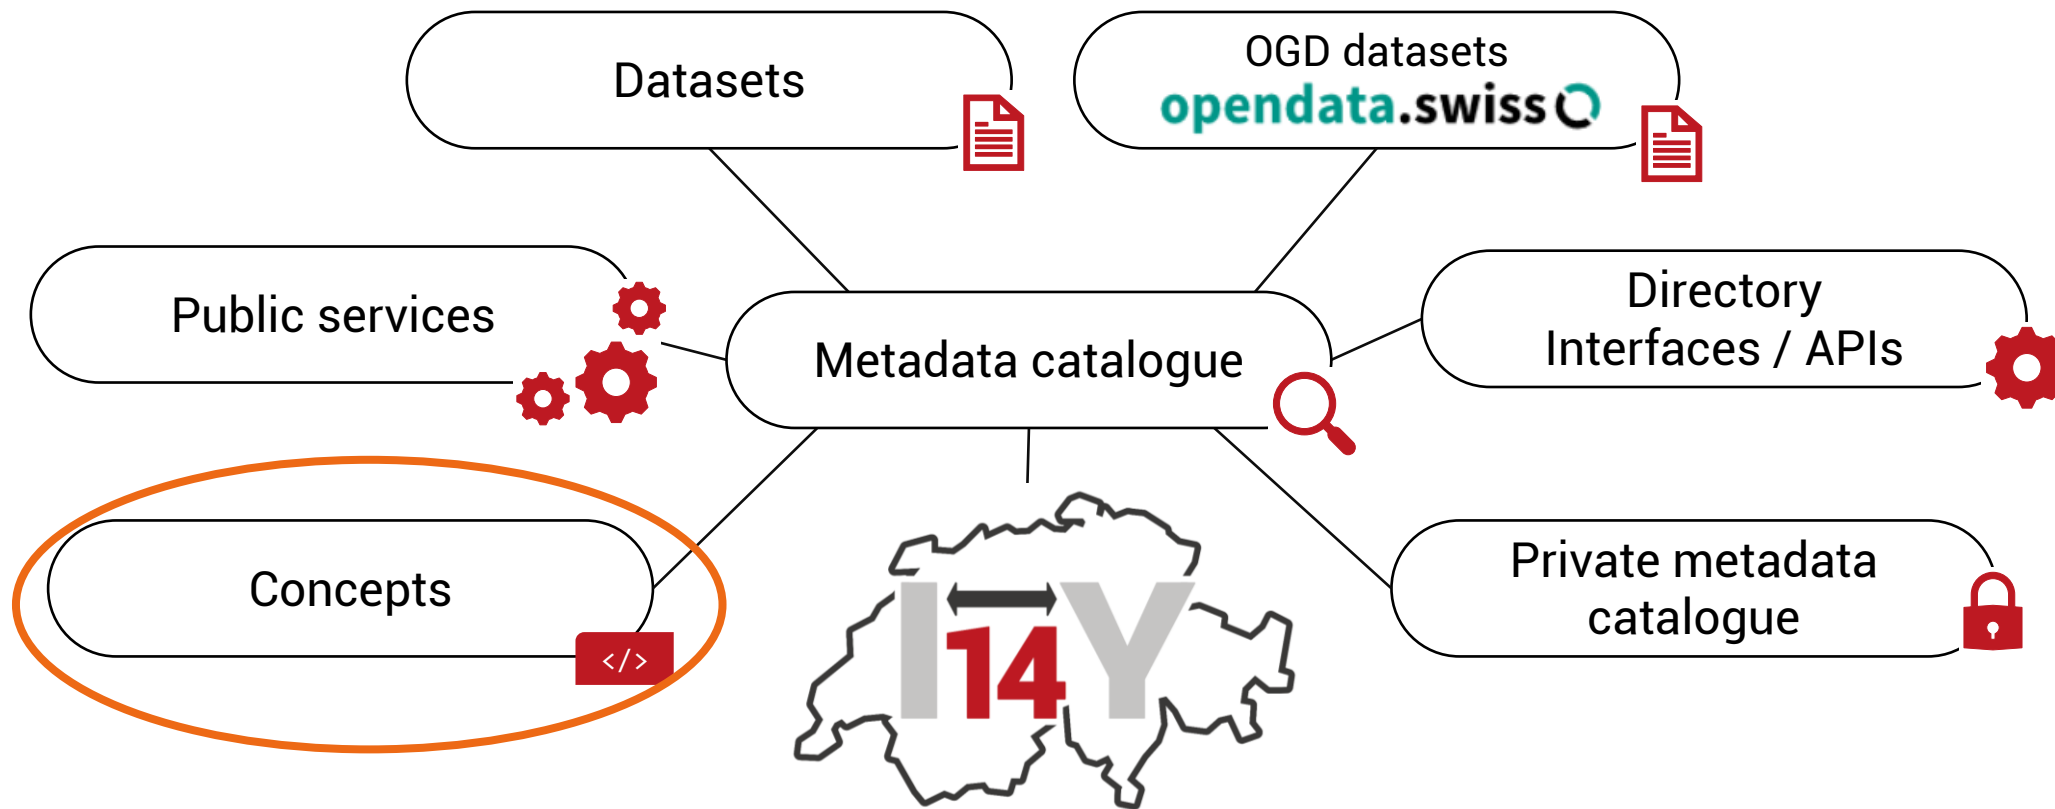 Datasets
OGD datasets
opendata.swiss
Public services
Metadata catalogue
Directory
Interfaces / APIs
Concepts
</>
Private metadata
catalogue
I14Y